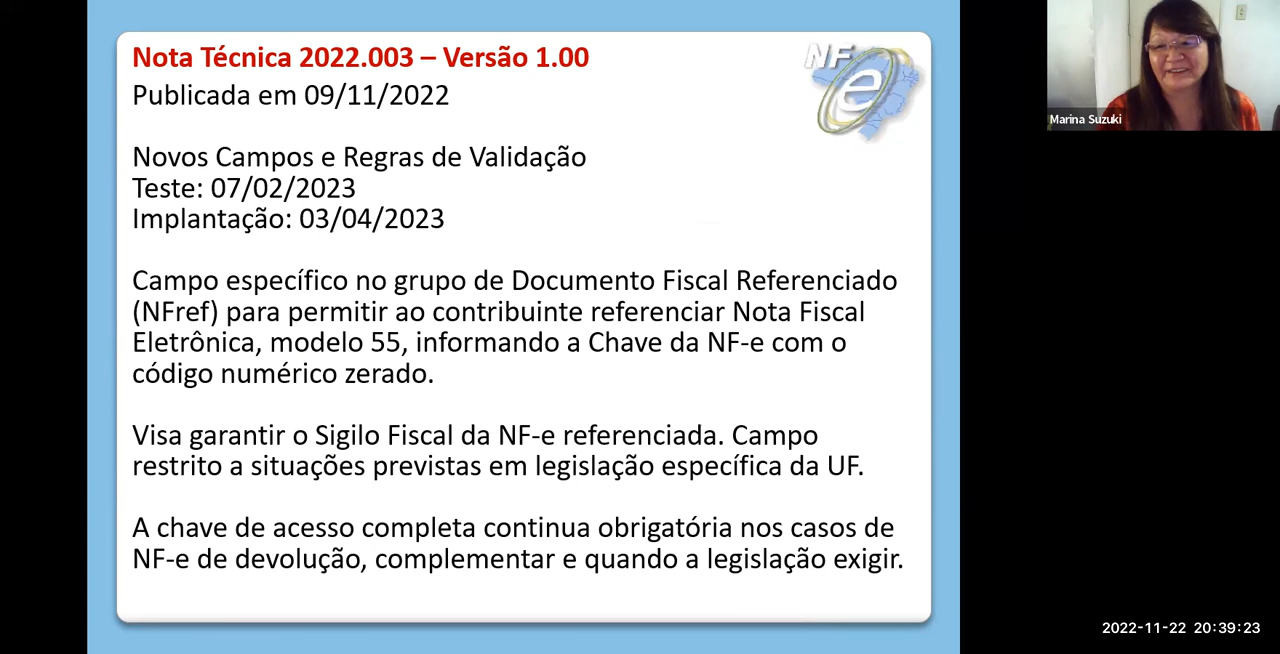 Nota Técnica 2022.003 – Versão 1.00
Publicada em 09/11/2022
NFe
Novos Campos e Regras de Validação
Teste: 07/02/2023
Implantação: 03/04/2023
Campo específico no grupo de Documento Fiscal Referenciado
(NFref) para permitir ao contribuinte referenciar Nota Fiscal
Eletrônica, modelo 55, informando a Chave da NF-e com o
código numérico zerado.
Visa garantir o Sigilo Fiscal da NF-e referenciada. Campo
restrito a situações previstas em legislação específica da UF.
A chave de acesso completa continua obrigatória nos casos de
NF-e de devolução, complementar e quando a legislação exigir.
Marina Suzuki
2022-11-22 20:39:23